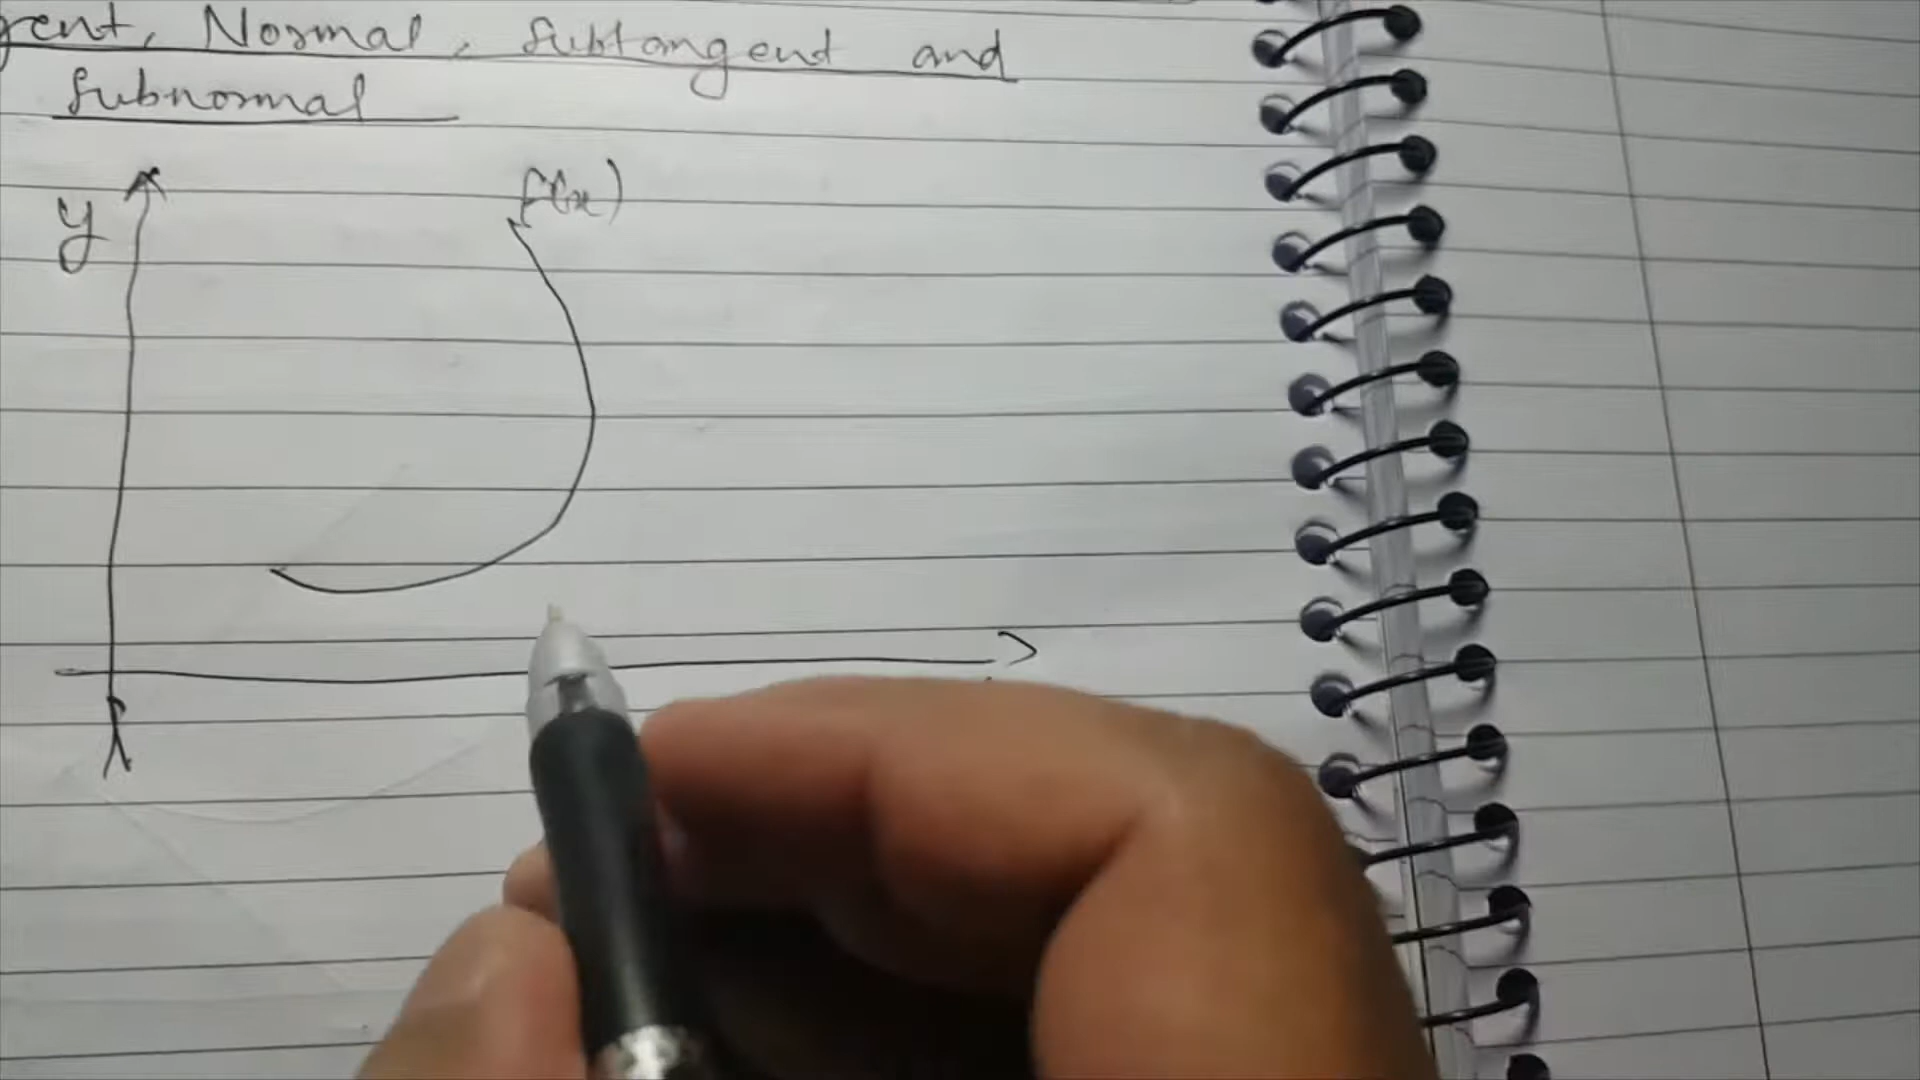 gent, Normal, Subtangent and
Subnormal
y
f(x)